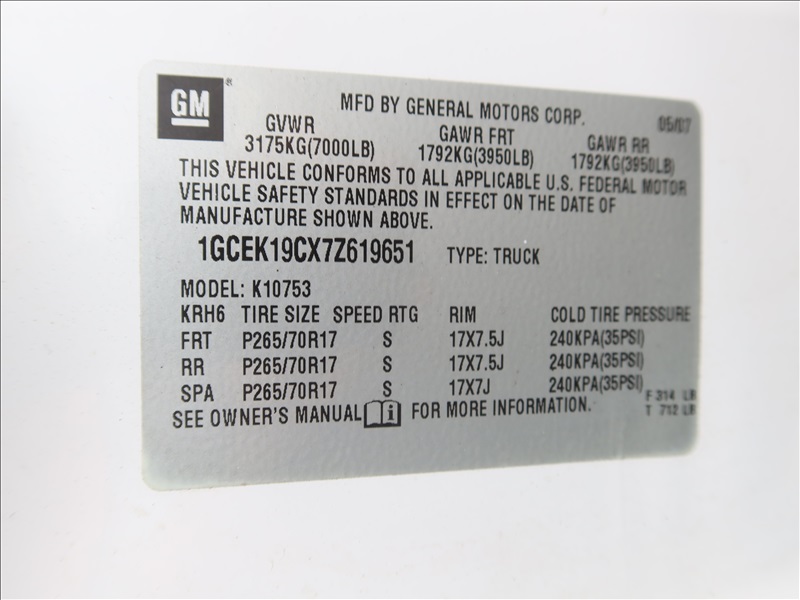 GM®
MFD BY GENERAL MOTORS CORP. 05/07
GVWR GAWR FRT GAWR RR
3175KG(7000LB) 1792KG(3950LB) 1792KG(3950LB)
THIS VEHICLE CONFORMS TO ALL APPLICABLE U.S. FEDERAL MOTOR
VEHICLE SAFETY STANDARDS IN EFFECT ON THE DATE OF
MANUFACTURE SHOWN ABOVE.
1GCEK19CX7Z619651 TYPE: TRUCK
MODEL: K10753
KRH6 TIRE SIZE SPEED RTG RIM COLD TIRE PRESSURE
FRT P265/70R17 S 17X7.5J 240KPA(35PSI)
RR P265/70R17 S 17X7.5J 240KPA(35PSI)
SPA P265/70R17 S 17X7J 240KPA(35PSI)
F 314 LB
T 712 LB
SEE OWNER'S MANUAL i FOR MORE INFORMATION.